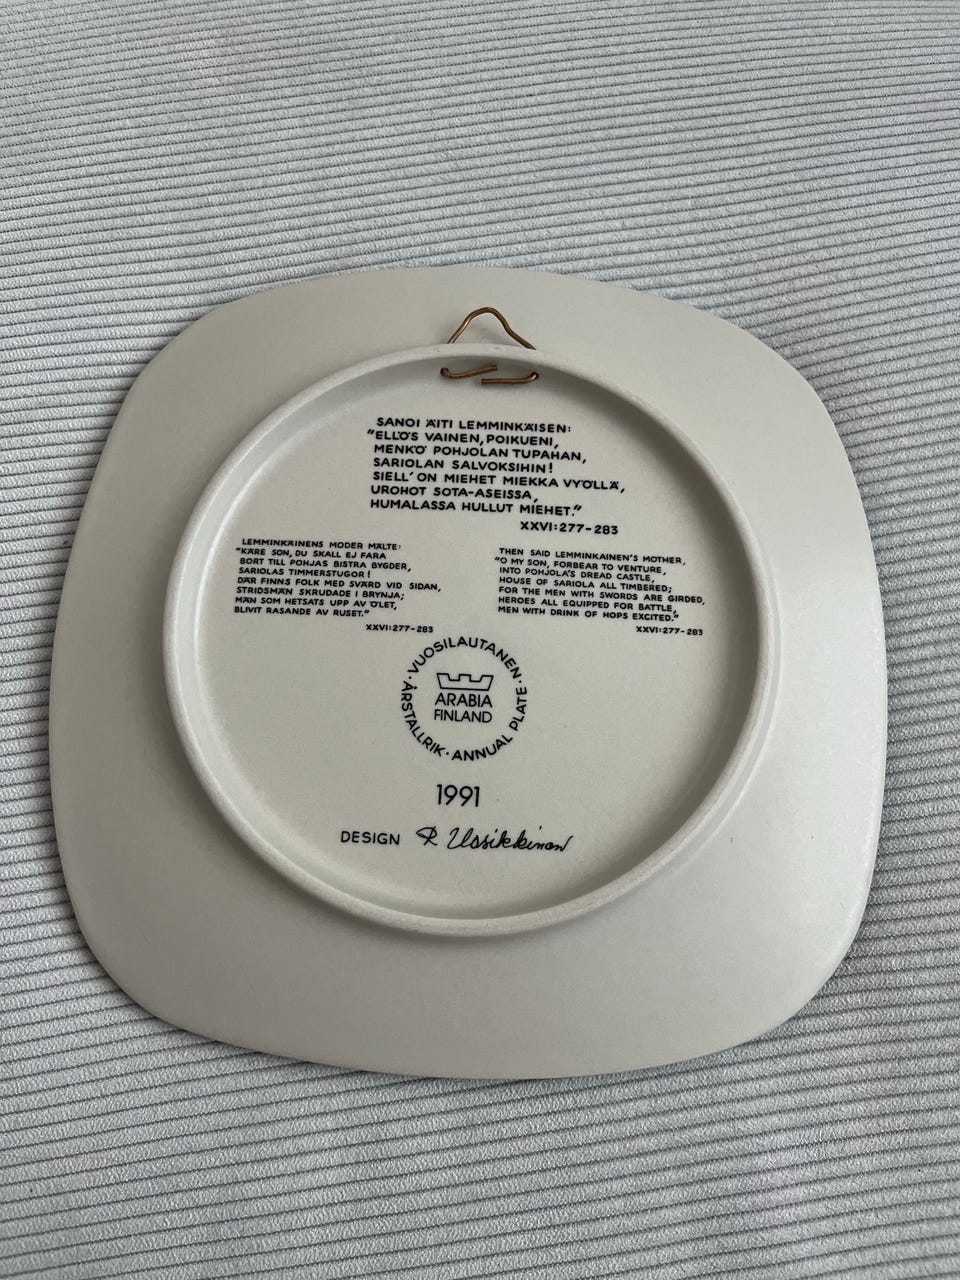 SANOI ÄITI LEMMINKÄISEN:
"ELLÖS VAINEN, POIKUENI,
MENKÖ POHJOLAN TUPAHAN,
SARIOLAN SALVOKSIHIN!
SIELL' ON MIEHET MIEKKA VYÖLLÄ,
UROHOT SOTA-ASEISSA,
HUMALASSA HULLUT MIEHET."
XXVI:277-283
LEMMINKÄINENS MODER MÄLTE:
"KÄRE SON, DU SKALL EJ FARA
BORT TILL POHJAS BISTRA BYGDER,
SARIOLAS TIMMERSTUGOR!
DÄR FINNS FOLK MED SVÄRD VID SIDAN,
STRIDSMÄN SKRUDADE I BRYNJA;
MÄN SOM HETSATS UPP AV ÖLET,
BLIVIT RASANDE AV RUSET."
XXVI:277-283
THEN SAID LEMMINKAINEN'S MOTHER,
"O MY SON, FORBEAR TO VENTURE,
INTO POHJOLA'S DREAD CASTLE,
HOUSE OF SARIOLA ALL TIMBERED;
FOR THE MEN WITH SWORDS ARE GIRDED,
HEROES ALL EQUIPPED FOR BATTLE,
MEN WITH DRINK OF HOPS EXCITED."
XXVI:277-283
· VUOSILAUTANEN · ANNUAL PLATE · ÅRSTALLRIK
ARABIA
FINLAND
1991
DESIGN R Uosikkinen